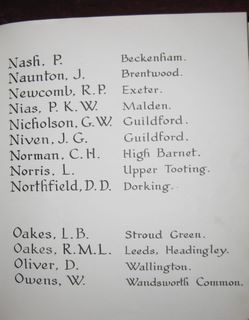 Nash, P. Beckenham.
Naunton, J. Brentwood.
Newcomb, R.P. Exeter.
Nias, P. K.W. Malden.
Nicholson, G.W. Guildford.
Niven, J. G. Guildford.
Norman, C. H. High Barnet.
Norris, L. Upper Tooting.
Northfield, D.D. Dorking.
Oakes, L.B. Stroud Green.
Oakes, R.M.L. Leeds, Headingley.
Oliver, D. Wallington.
Owens, W. Wandsworth Common.